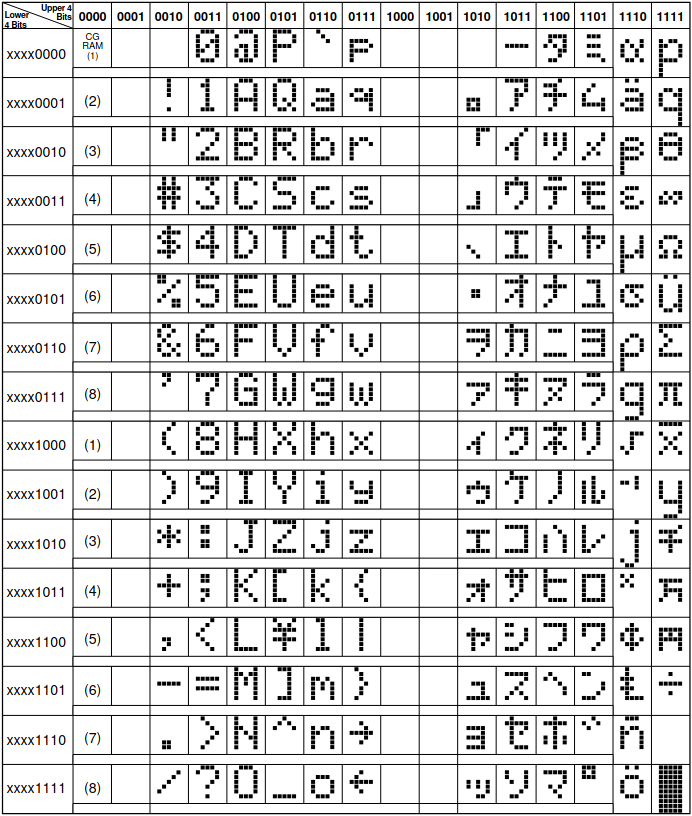 Upper 4 Bits
Lower 4 Bits
0000 0001 0010 0011 0100 0101 0110 0111 1000 1001 1010 1011 1100 1101 1110 1111
xxxx0000 CG RAM (1) 0 @ P ` p ー タ ミ α p
xxxx0001 (2) ! 1 A Q a q 。 ア チ ム ä q
xxxx0010 (3) " 2 B R b r 「 イ ツ メ β θ
xxxx0011 (4) # 3 C S c s 」 ウ テ モ ε ∞
xxxx0100 (5) $ 4 D T d t 、 エ ト ヤ μ Ω
xxxx0101 (6) % 5 E U e u ・ オ ナ ユ σ ü
xxxx0110 (7) & 6 F V f v ヲ カ ニ ヨ ρ Σ
xxxx0111 (8) ' 7 G W g w ァ キ ヌ ラ g π
xxxx1000 (1) ( 8 H X h x ィ ク ネ リ √ x̄
xxxx1001 (2) ) 9 I Y i y ゥ ケ ノ ル ⁻¹ y
xxxx1010 (3) * : J Z j z ェ コ ハ レ j 千
xxxx1011 (4) + ; K [ k { ォ サ ヒ ロ ˣ 万
xxxx1100 (5) , < L ¥ l | ャ シ フ ワ ¢ 円
xxxx1101 (6) - = M ] m } ュ ス ヘ ン £ ÷
xxxx1110 (7) . > N ^ n → ョ セ ホ ゛ ñ
xxxx1111 (8) / ? O _ o ← ッ ソ マ ゜ ö █